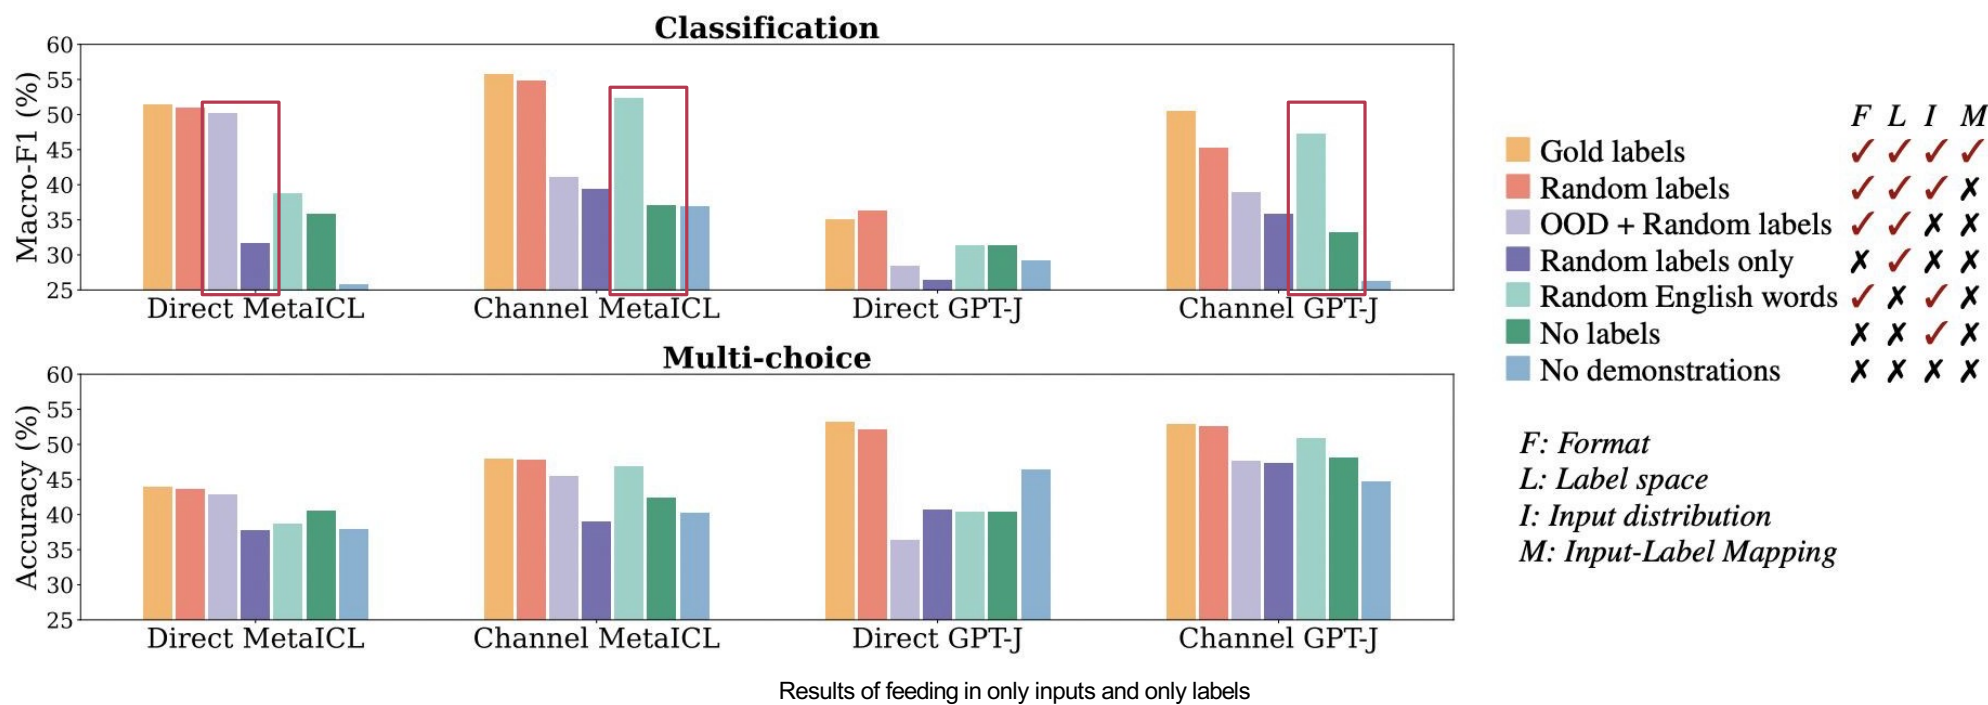 Classification
60
55
50
45
40
35
30
25
Macro-F1 (%)
Direct MetaICL Channel MetaICL Direct GPT-J Channel GPT-J
Multi-choice
60
55
50
45
40
35
30
25
Accuracy (%)
Direct MetaICL Channel MetaICL Direct GPT-J Channel GPT-J
F L I M
Gold labels ✓ ✓ ✓ ✓
Random labels ✓ ✓ ✓ ✗
OOD + Random labels ✓ ✓ ✗ ✗
Random labels only ✗ ✓ ✗ ✗
Random English words ✓ ✗ ✓ ✗
No labels ✗ ✗ ✓ ✗
No demonstrations ✗ ✗ ✗ ✗
F: Format
L: Label space
I: Input distribution
M: Input-Label Mapping
Results of feeding in only inputs and only labels